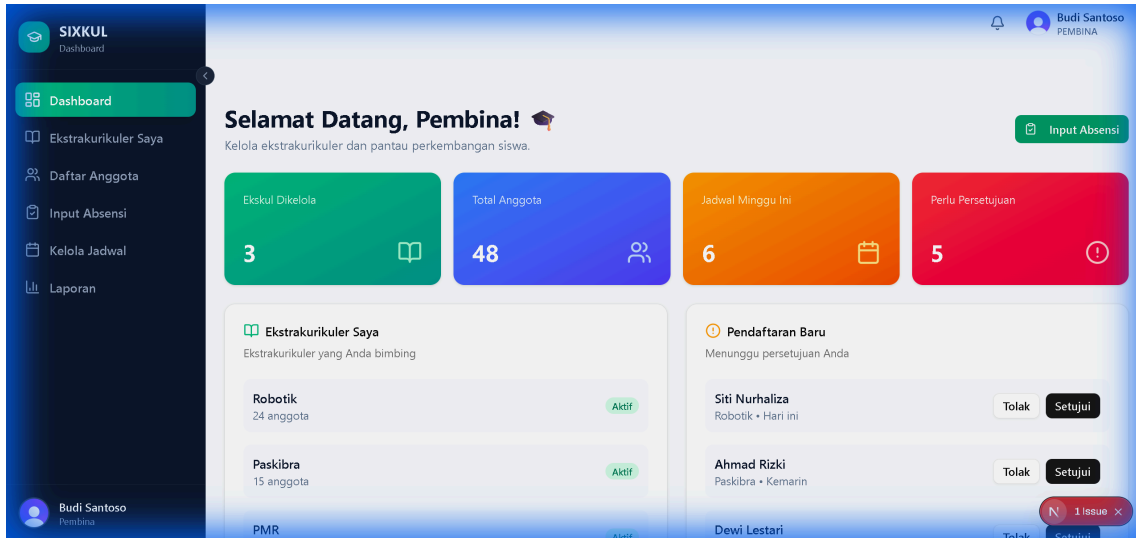 SIXKUL
Dashboard
Budi Santoso
PEMBINA
Dashboard
Ekstrakurikuler Saya
Daftar Anggota
Input Absensi
Kelola Jadwal
Laporan
Budi Santoso
Pembina
Selamat Datang, Pembina!
Kelola ekstrakurikuler dan pantau perkembangan siswa.
Input Absensi
Ekskul Dikelola
3
Total Anggota
48
Jadwal Minggu Ini
6
Perlu Persetujuan
5
Ekstrakurikuler Saya
Ekstrakurikuler yang Anda bimbing
Robotik
24 anggota
Aktif
Paskibra
15 anggota
Aktif
PMR
Aktif
Pendaftaran Baru
Menunggu persetujuan Anda
Siti Nurhaliza
Robotik • Hari ini
Tolak Setujui
Ahmad Rizki
Paskibra • Kemarin
Tolak Setujui
Dewi Lestari
Tolak Setujui
N 1 Issue